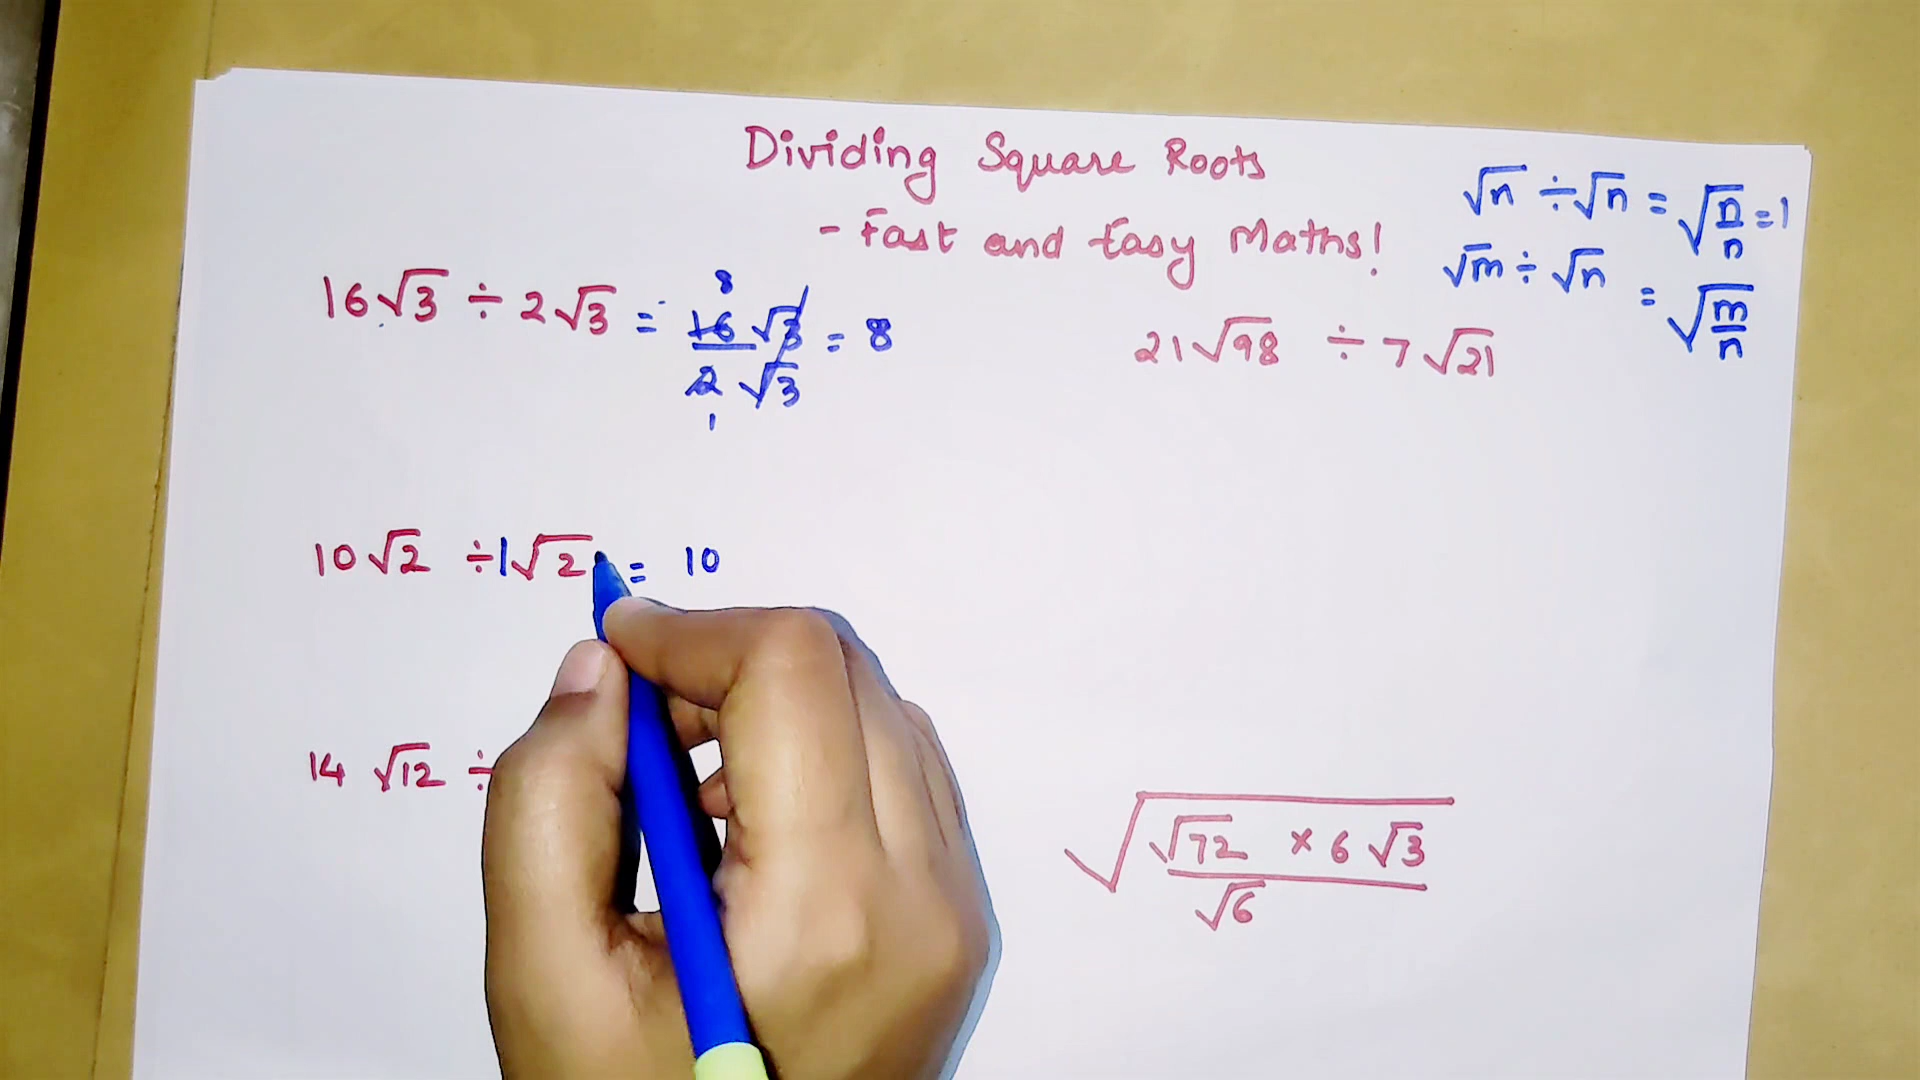 Dividing Square Roots
- Fast and Easy Maths!
√n ÷ √n = √(n/n) = 1
√m ÷ √n = √(m/n)
16√3 ÷ 2√3 = 16√3 / 2√3 = 8
8
1
21√98 ÷ 7√21
10√2 ÷ 1√2 = 10
14 √12 ÷
√(√72 × 6√3 / √6)